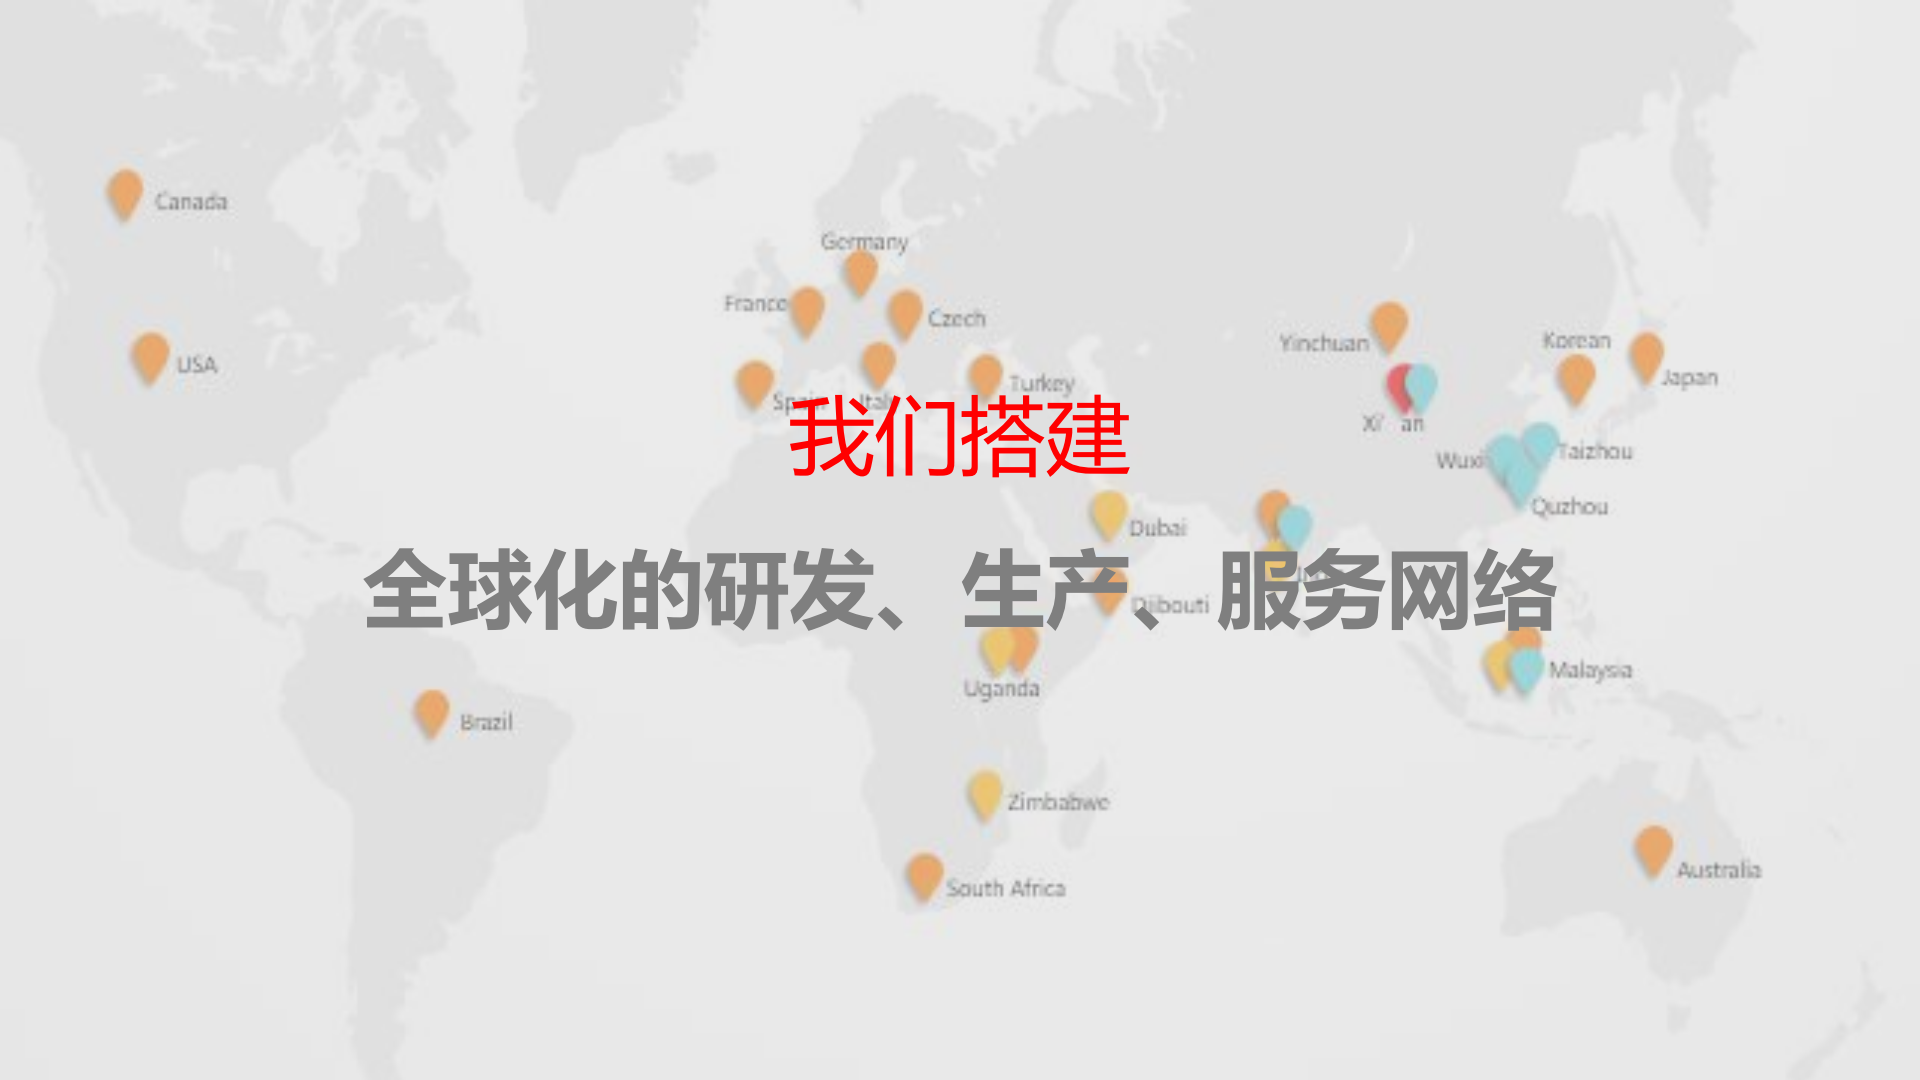 Canada
Germany
France
Czech
USA
Yinchuan
Korean
Japan
Turkey
Xi' an
我们搭建
Taizhou
Wuxi
Quzhou
Dubai
全球化的研发、生产、服务网络
Djibouti
Malaysia
Uganda
Brazil
Zimbabwe
Australia
South Africa